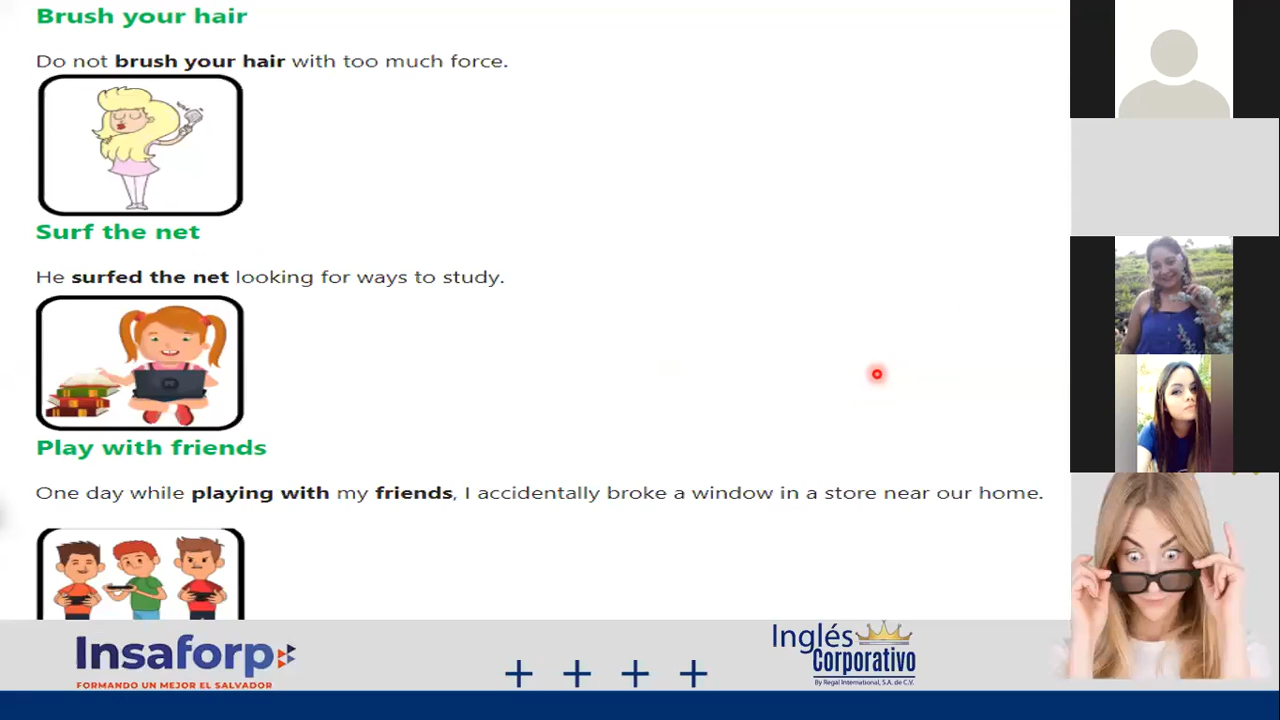 Brush your hair
Do not brush your hair with too much force.
Surf the net
He surfed the net looking for ways to study.
Play with friends
One day while playing with my friends, I accidentally broke a window in a store near our home.
Insaforp
FORMANDO UN MEJOR EL SALVADOR
Inglés
Corporativo
By Regal International, S.A. de C.V.